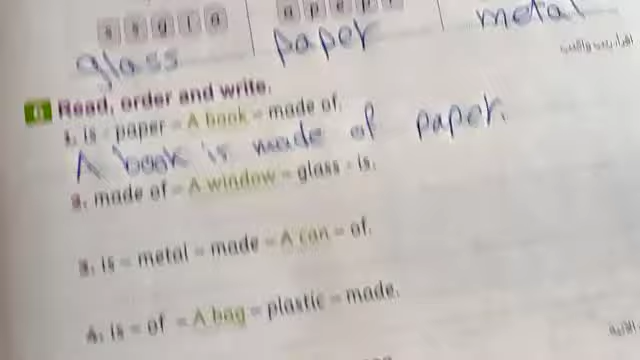 s s g l a
a p e p r
glass
paper
metal
Read, order and write.
1. is - paper - A book - made of.
A book is made of paper.
2. made of - A window - glass - is.
3. is - metal - made - A can - of.
4. is - of - A bag - plastic - made.